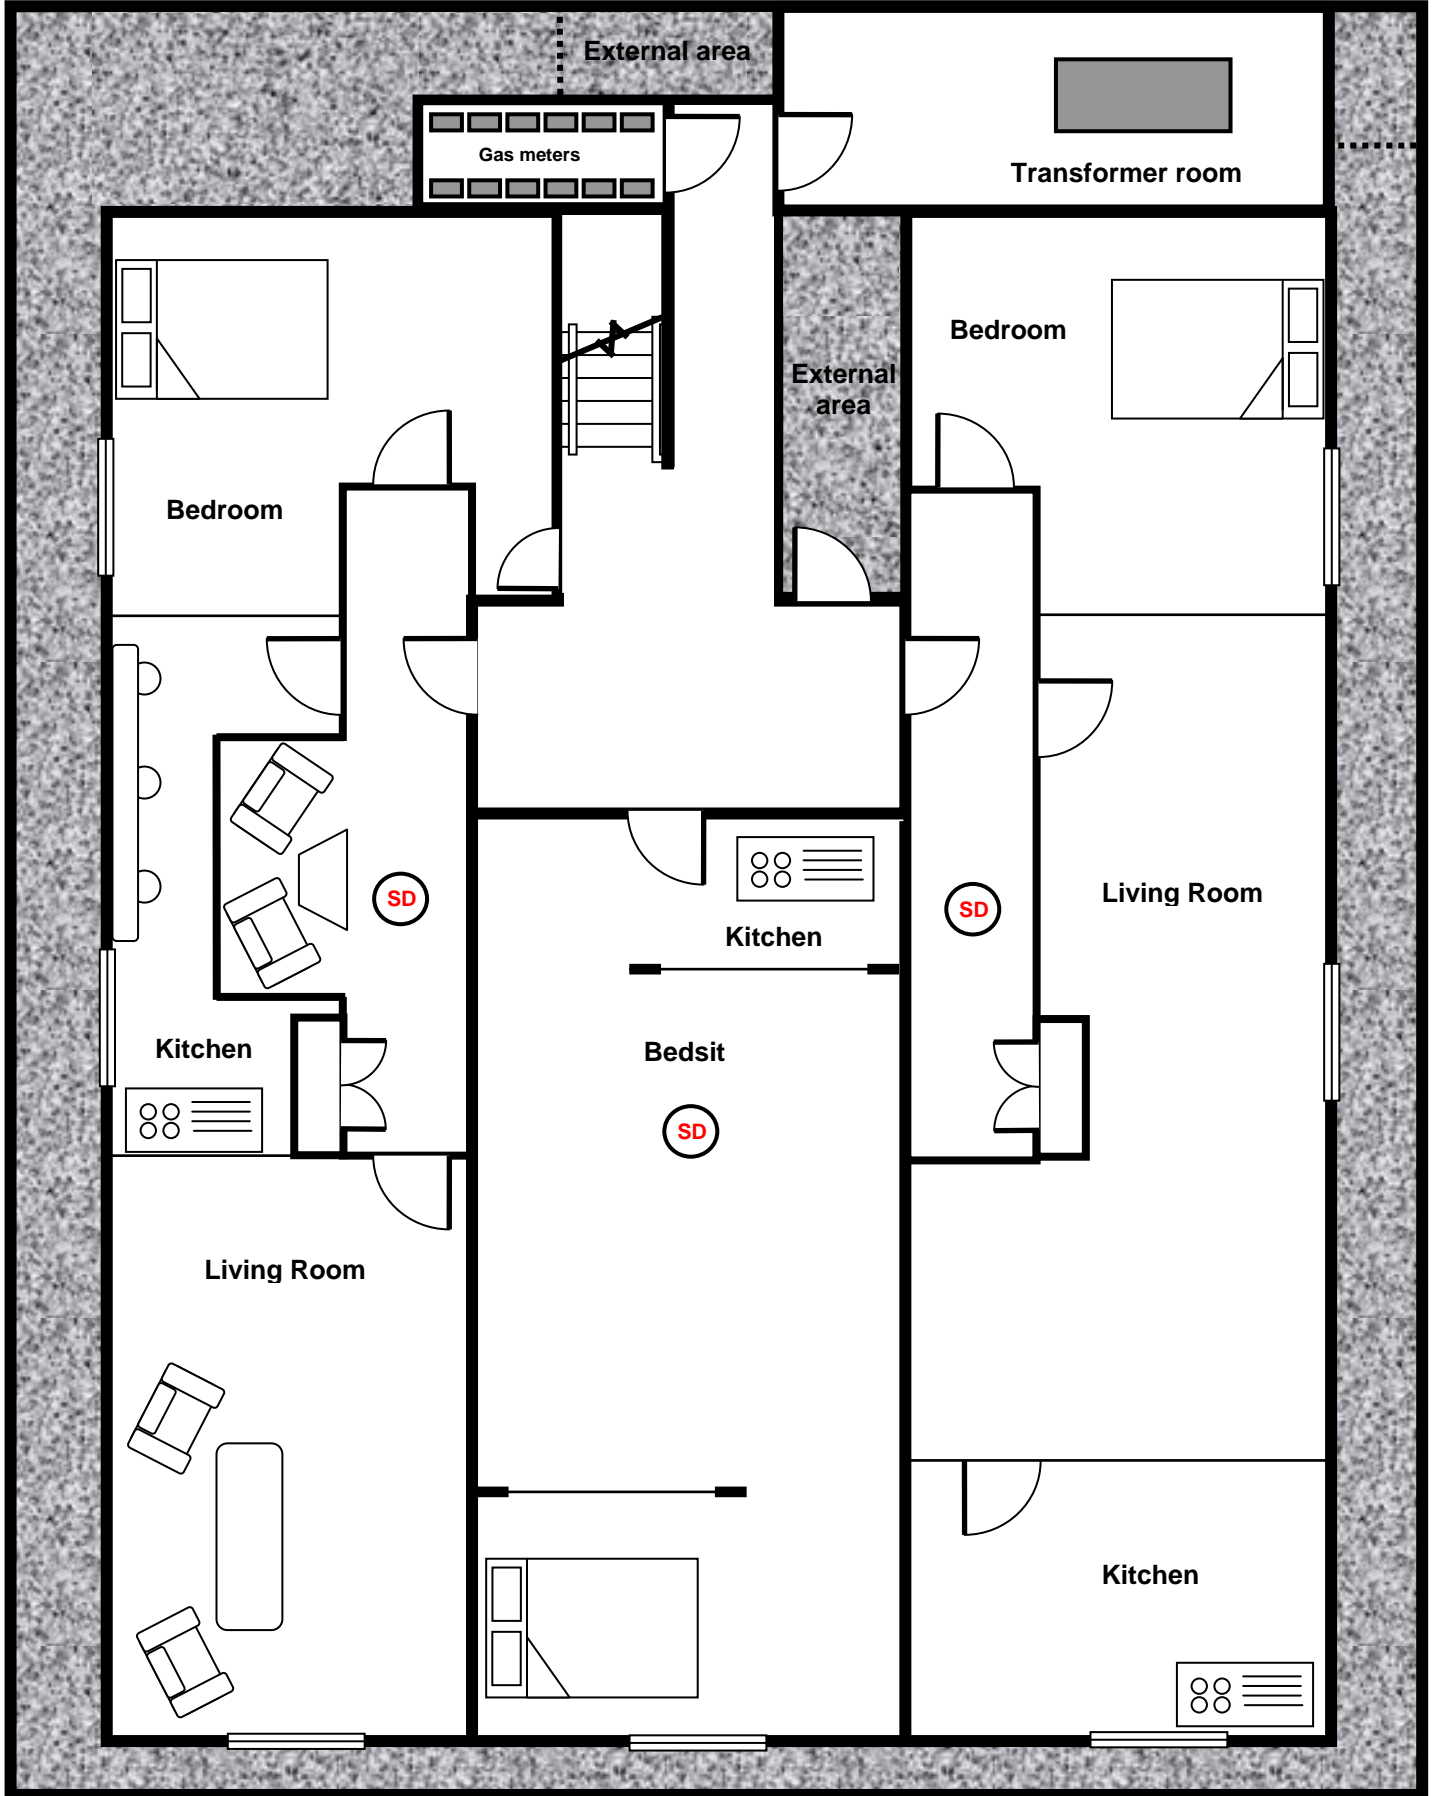 External area
Gas meters
Transformer room
Bedroom
External
area
Bedroom
SD
SD
Living Room
Kitchen
Kitchen
Bedsit
SD
Living Room
Kitchen